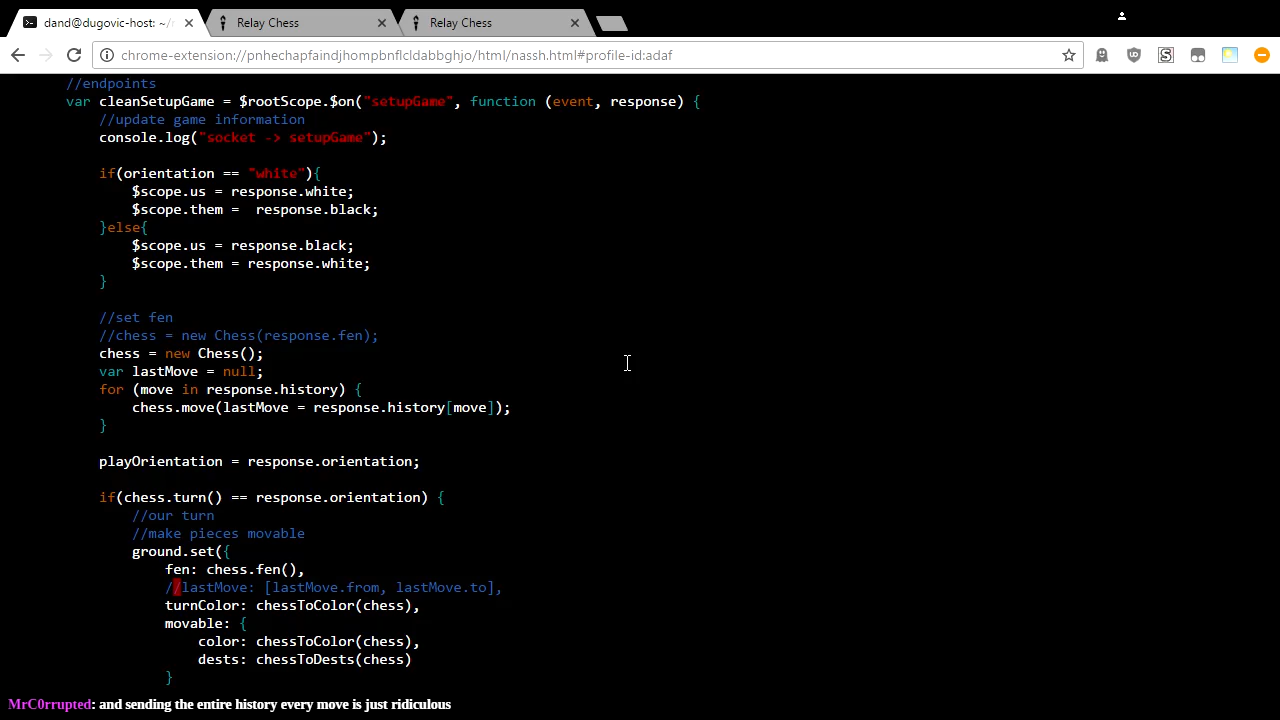 dand@dugovic-host: ~/
Relay Chess
Relay Chess
chrome-extension://pnhechapfaindjhompbnflcldabbghjo/html/nassh.html#profile-id:adaf
//endpoints
var cleanSetupGame = $rootScope.$on("setupGame", function (event, response) {
//update game information
console.log("socket -> setupGame");
if(orientation == "white"){
$scope.us = response.white;
$scope.them =  response.black;
}else{
$scope.us = response.black;
$scope.them = response.white;
}
//set fen
//chess = new Chess(response.fen);
chess = new Chess();
var lastMove = null;
for (move in response.history) {
chess.move(lastMove = response.history[move]);
}
playOrientation = response.orientation;
if(chess.turn() == response.orientation) {
//our turn
//make pieces movable
ground.set({
fen: chess.fen(),
//lastMove: [lastMove.from, lastMove.to],
turnColor: chessToColor(chess),
movable: {
color: chessToColor(chess),
dests: chessToDests(chess)
}
MrC0rrupted: and sending the entire history every move is just ridiculous